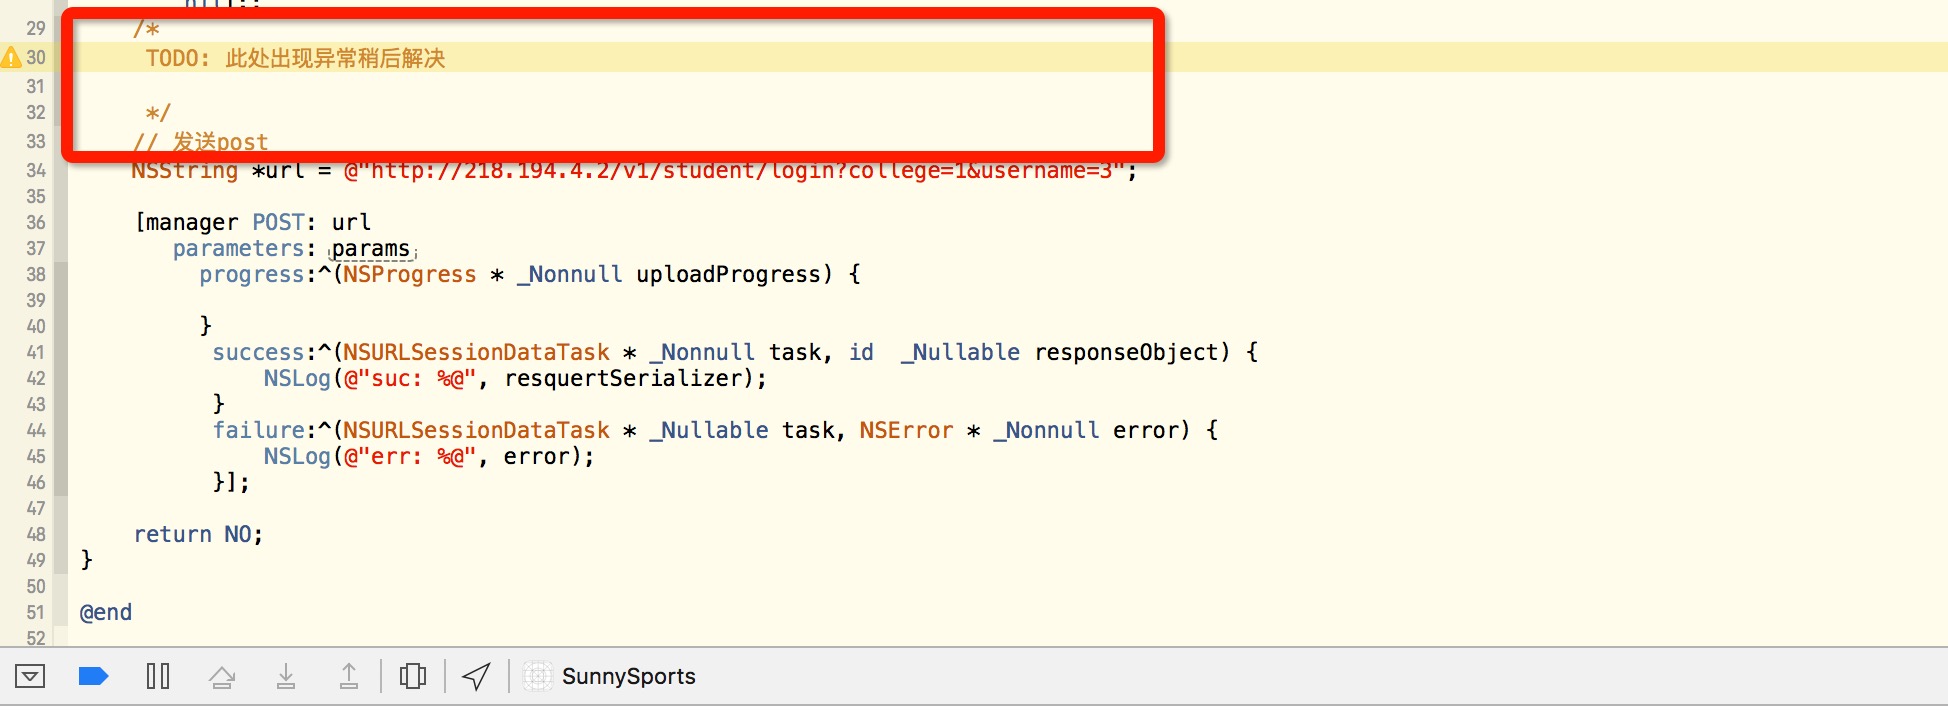 29 /*
30 TODO: 此处出现异常稍后解决
31
32 */
33 // 发送post
34 NSString *url = @"http://218.194.4.2/v1/student/login?college=1&username=3";
35
36 [manager POST: url
37 parameters: params
38 progress:^(NSProgress * _Nonnull uploadProgress) {
39
40 }
41 success:^(NSURLSessionDataTask * _Nonnull task, id  _Nullable responseObject) {
42 NSLog(@"suc: %@", resquertSerializer);
43 }
44 failure:^(NSURLSessionDataTask * _Nullable task, NSError * _Nonnull error) {
45 NSLog(@"err: %@", error);
46 }];
47
48 return NO;
49 }
50
51 @end
52
SunnySports